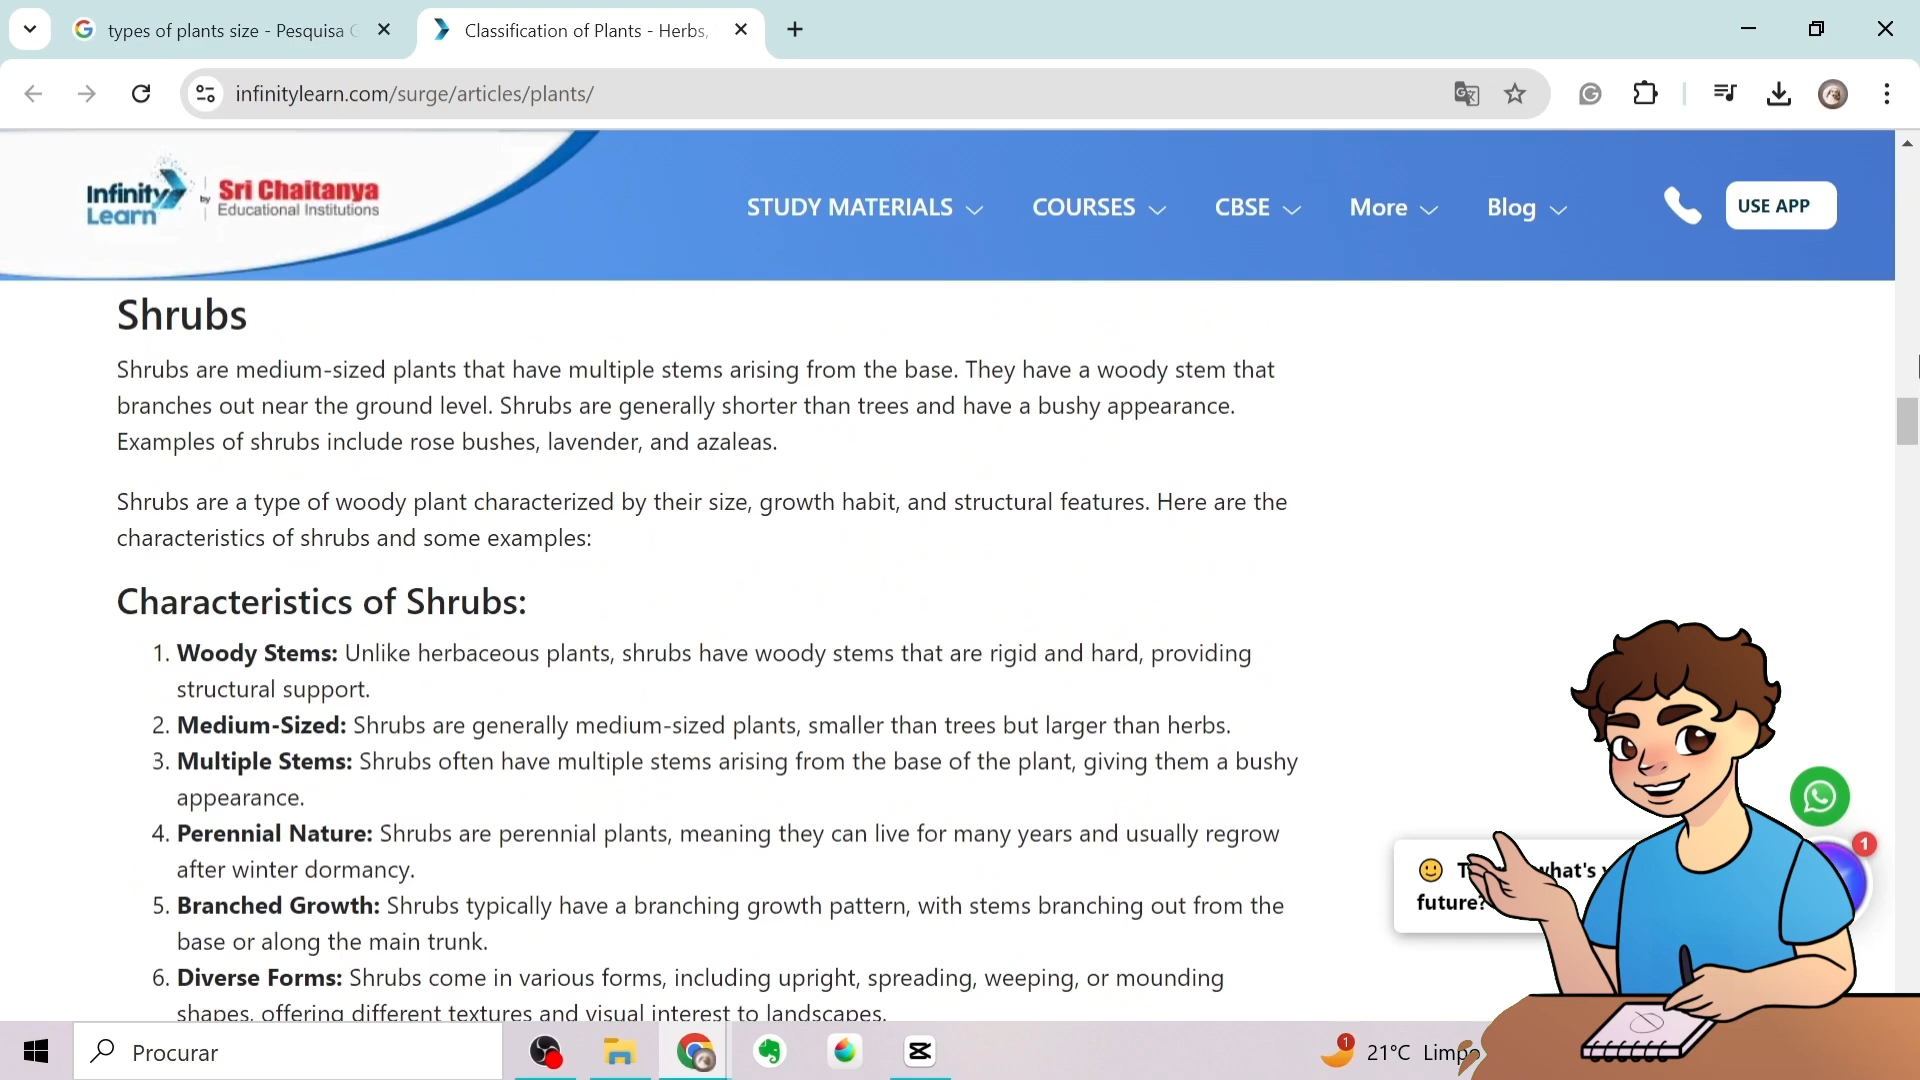 types of plants size - Pesquisa G
Classification of Plants - Herbs,
infinitylearn.com/surge/articles/plants/
Infinity Learn by Sri Chaitanya Educational Institutions
STUDY MATERIALS
COURSES
CBSE
More
Blog
USE APP
Shrubs
Shrubs are medium-sized plants that have multiple stems arising from the base. They have a woody stem that
branches out near the ground level. Shrubs are generally shorter than trees and have a bushy appearance.
Examples of shrubs include rose bushes, lavender, and azaleas.
Shrubs are a type of woody plant characterized by their size, growth habit, and structural features. Here are the
characteristics of shrubs and some examples:
Characteristics of Shrubs:
1. Woody Stems: Unlike herbaceous plants, shrubs have woody stems that are rigid and hard, providing
structural support.
2. Medium-Sized: Shrubs are generally medium-sized plants, smaller than trees but larger than herbs.
3. Multiple Stems: Shrubs often have multiple stems arising from the base of the plant, giving them a bushy
appearance.
4. Perennial Nature: Shrubs are perennial plants, meaning they can live for many years and usually regrow
after winter dormancy.
5. Branched Growth: Shrubs typically have a branching growth pattern, with stems branching out from the
base or along the main trunk.
6. Diverse Forms: Shrubs come in various forms, including upright, spreading, weeping, or mounding
shapes, offering different textures and visual interest to landscapes.
1
what's
future?
Procurar
1
21°C Limpo